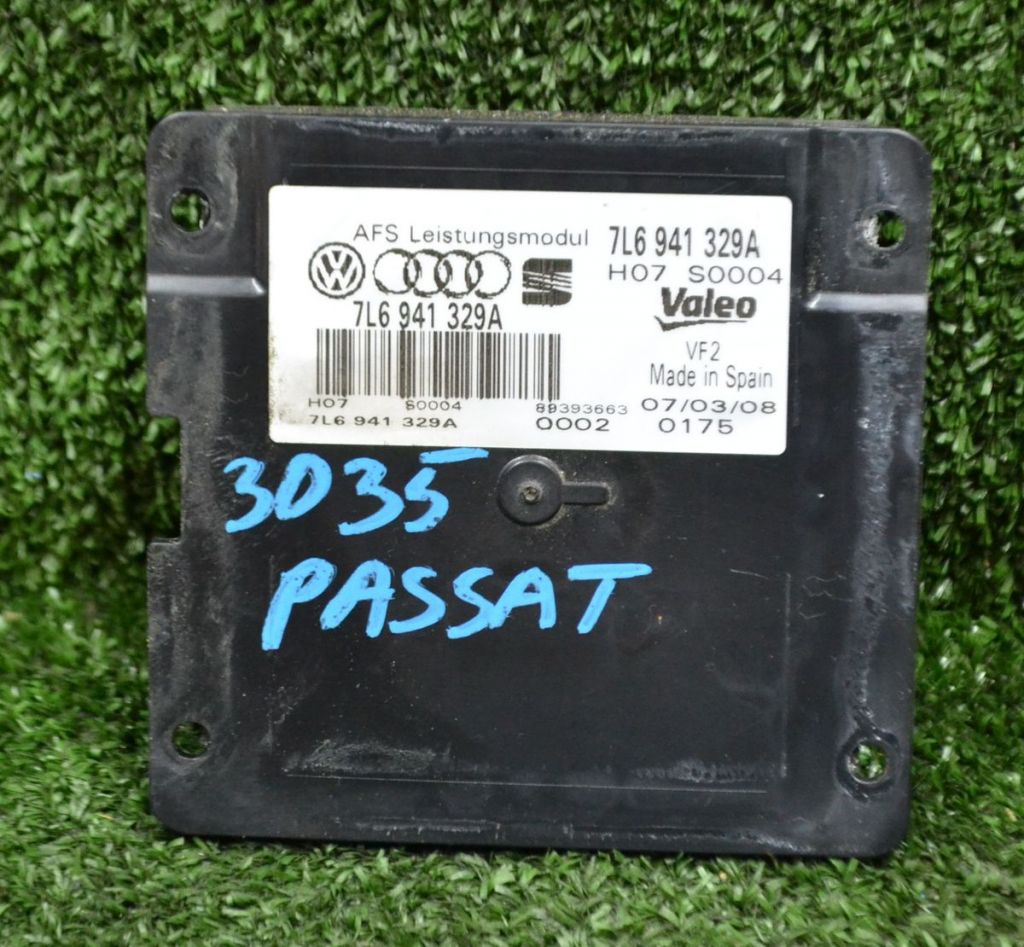 AFS Leistungsmodul
7L6 941 329A
H07 S0004
Valeo
7L6 941 329A
VF2
Made in Spain
H07 S0004 89393663 07/03/08
7L6 941 329A 0002 0175
3D35
PASSAT